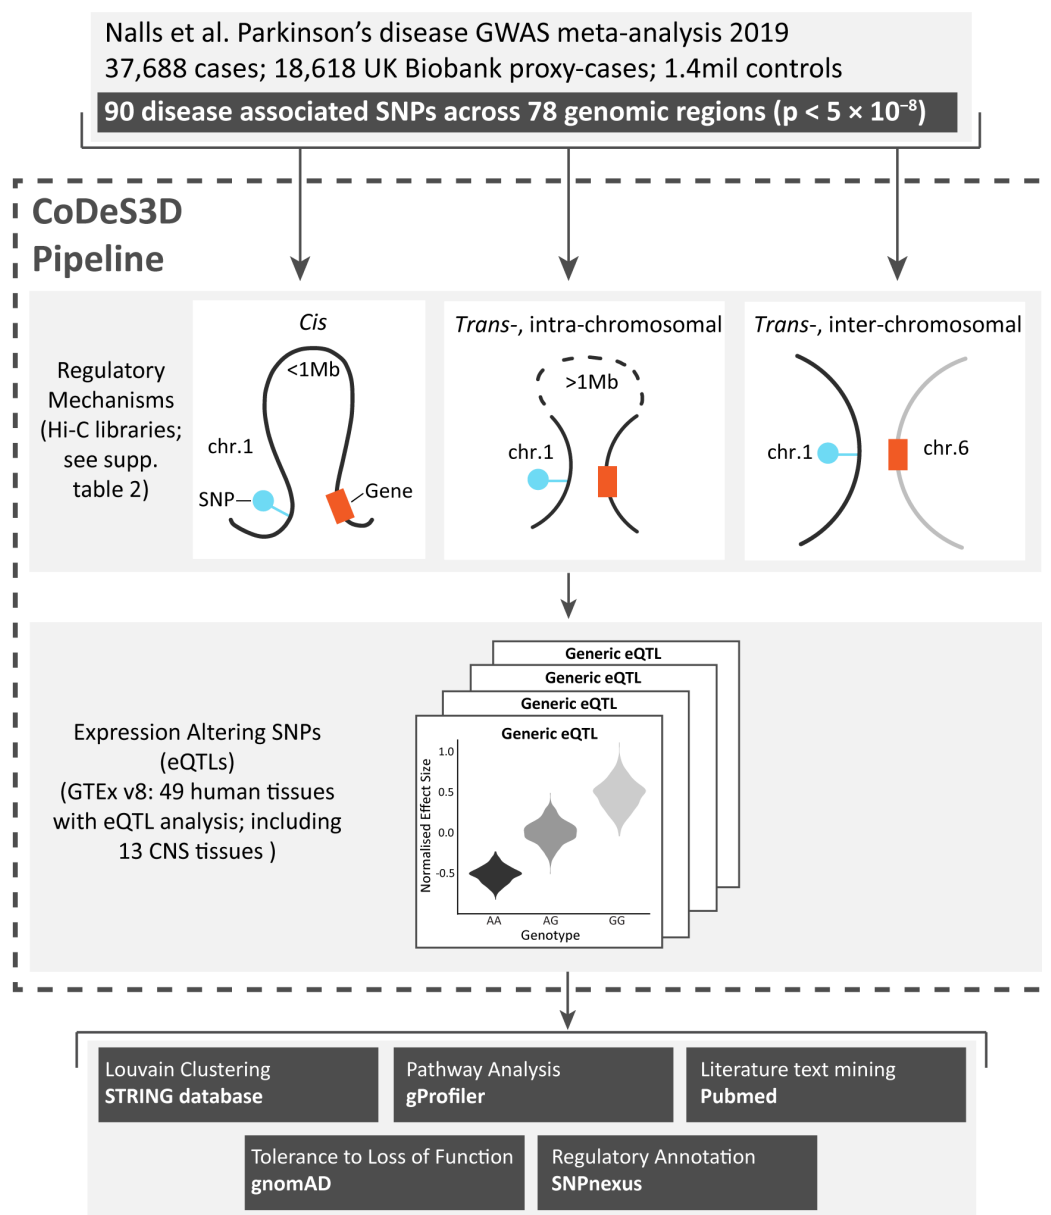 Nalls et al. Parkinson's disease GWAS meta-analysis 2019
37,688 cases; 18,618 UK Biobank proxy-cases; 1.4mil controls
90 disease associated SNPs across 78 genomic regions (p < 5 × 10⁻⁸)
CoDeS3D
Pipeline
Regulatory
Mechanisms
(Hi-C libraries;
see supp.
table 2)
Cis
<1Mb
chr.1
SNP
Gene
Trans-, intra-chromosomal
>1Mb
chr.1
Trans-, inter-chromosomal
chr.1
chr.6
Expression Altering SNPs
(eQTLs)
(GTEx v8: 49 human tissues
with eQTL analysis; including
13 CNS tissues )
Generic eQTL
Generic eQTL
Generic eQTL
Generic eQTL
Normalised Effect Size
1.0
0.5
0.0
-0.5
AA AG GG
Genotype
Louvain Clustering
STRING database
Pathway Analysis
gProfiler
Literature text mining
Pubmed
Tolerance to Loss of Function
gnomAD
Regulatory Annotation
SNPnexus